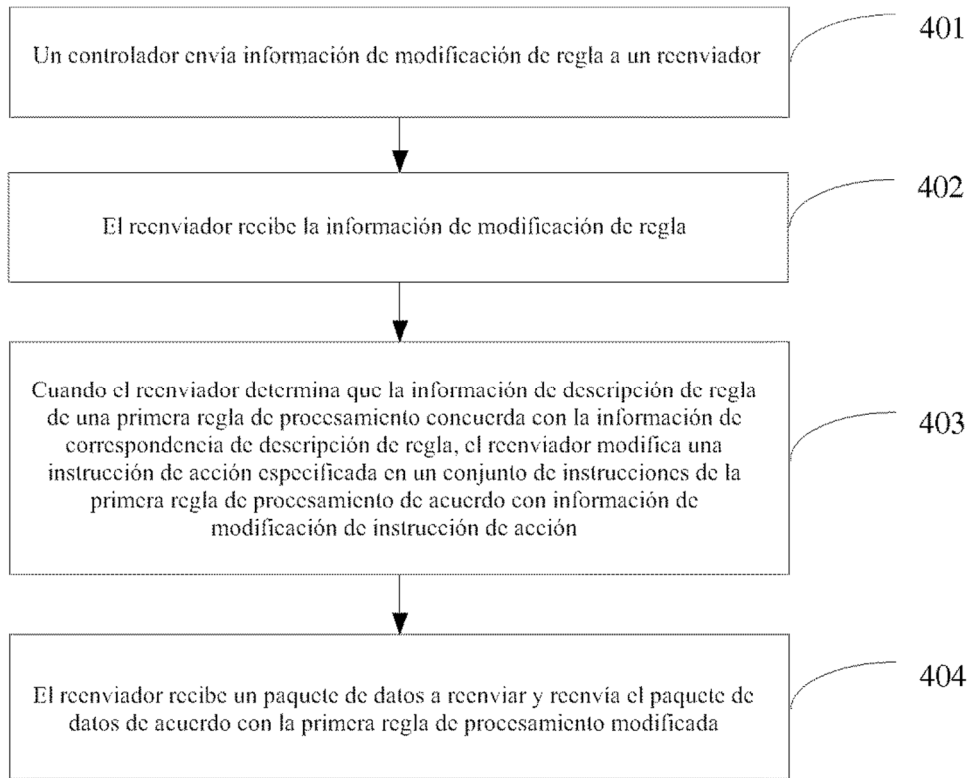 Un controlador envía información de modificación de regla a un reenviador
401
El reenviador recibe la información de modificación de regla
402
Cuando el reenviador determina que la información de descripción de regla
de una primera regla de procesamiento concuerda con la información de
correspondencia de descripción de regla, el reenviador modifica una
instrucción de acción especificada en un conjunto de instrucciones de la
primera regla de procesamiento de acuerdo con información de
modificación de instrucción de acción
403
El reenviador recibe un paquete de datos a reenviar y reenvía el paquete de
datos de acuerdo con la primera regla de procesamiento modificada
404